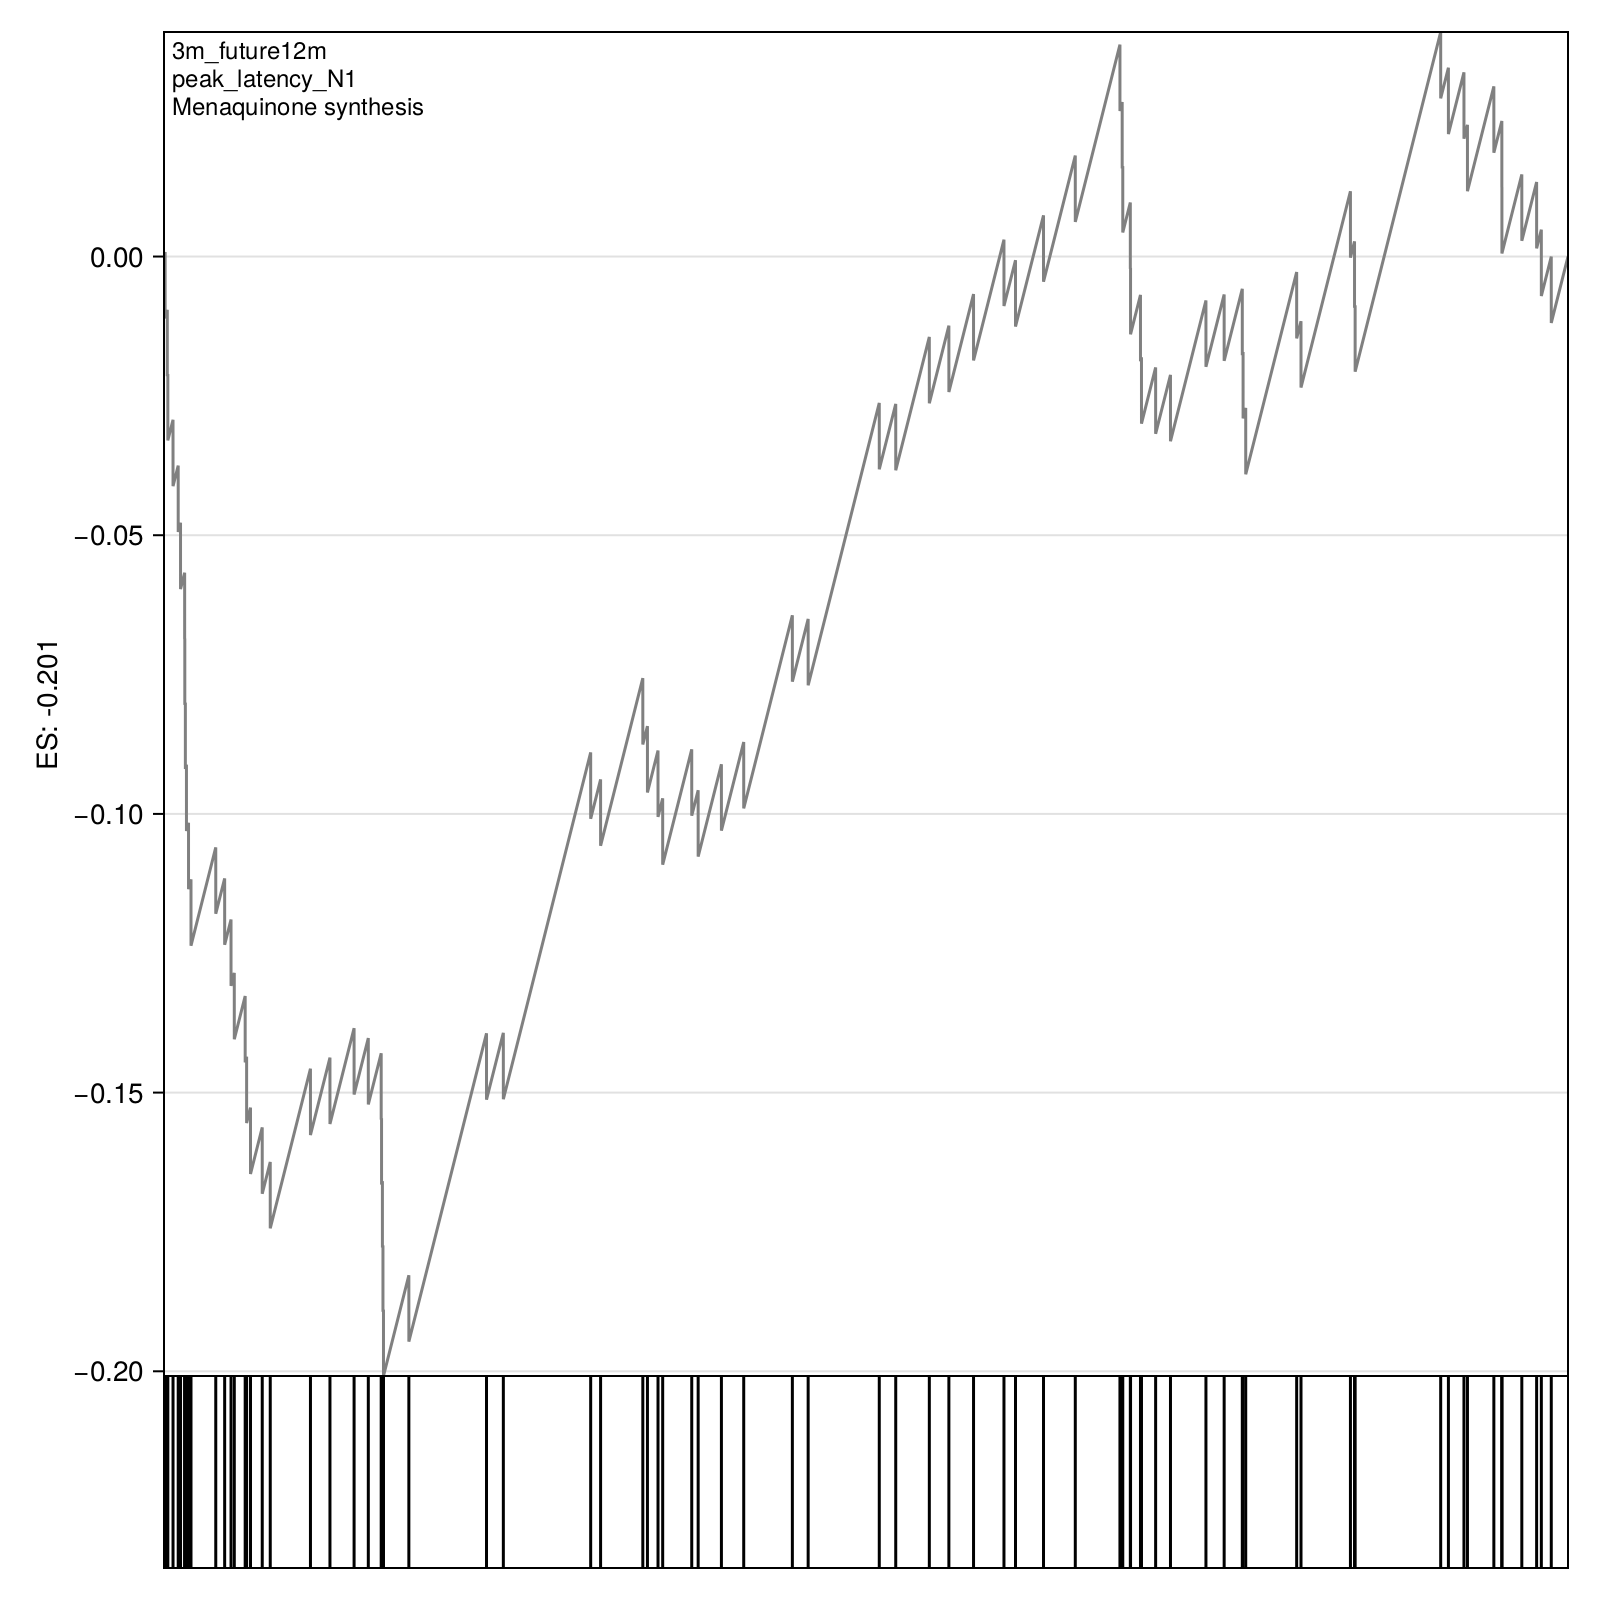 3m_future12m
peak_latency_N1
Menaquinone synthesis
0.00
−0.05
−0.10
−0.15
−0.20
ES: -0.201